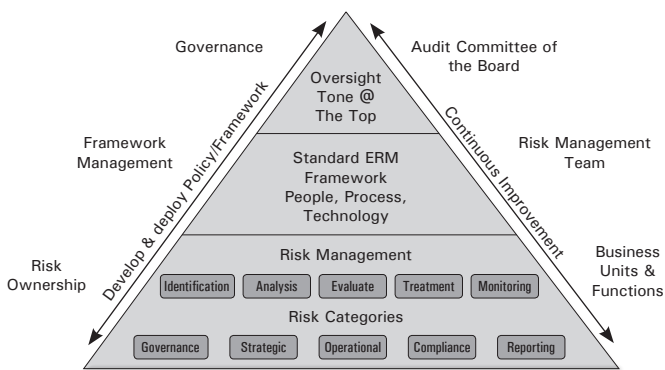 Governance
Audit Committee of
the Board
Oversight
Tone @
The Top
Develop & deploy Policy/Framework
Continuous Improvement
Framework
Management
Risk Management
Team
Standard ERM
Framework
People, Process,
Technology
Risk
Ownership
Business
Units &
Functions
Risk Management
Identification Analysis Evaluate Treatment Monitoring
Risk Categories
Governance Strategic Operational Compliance Reporting